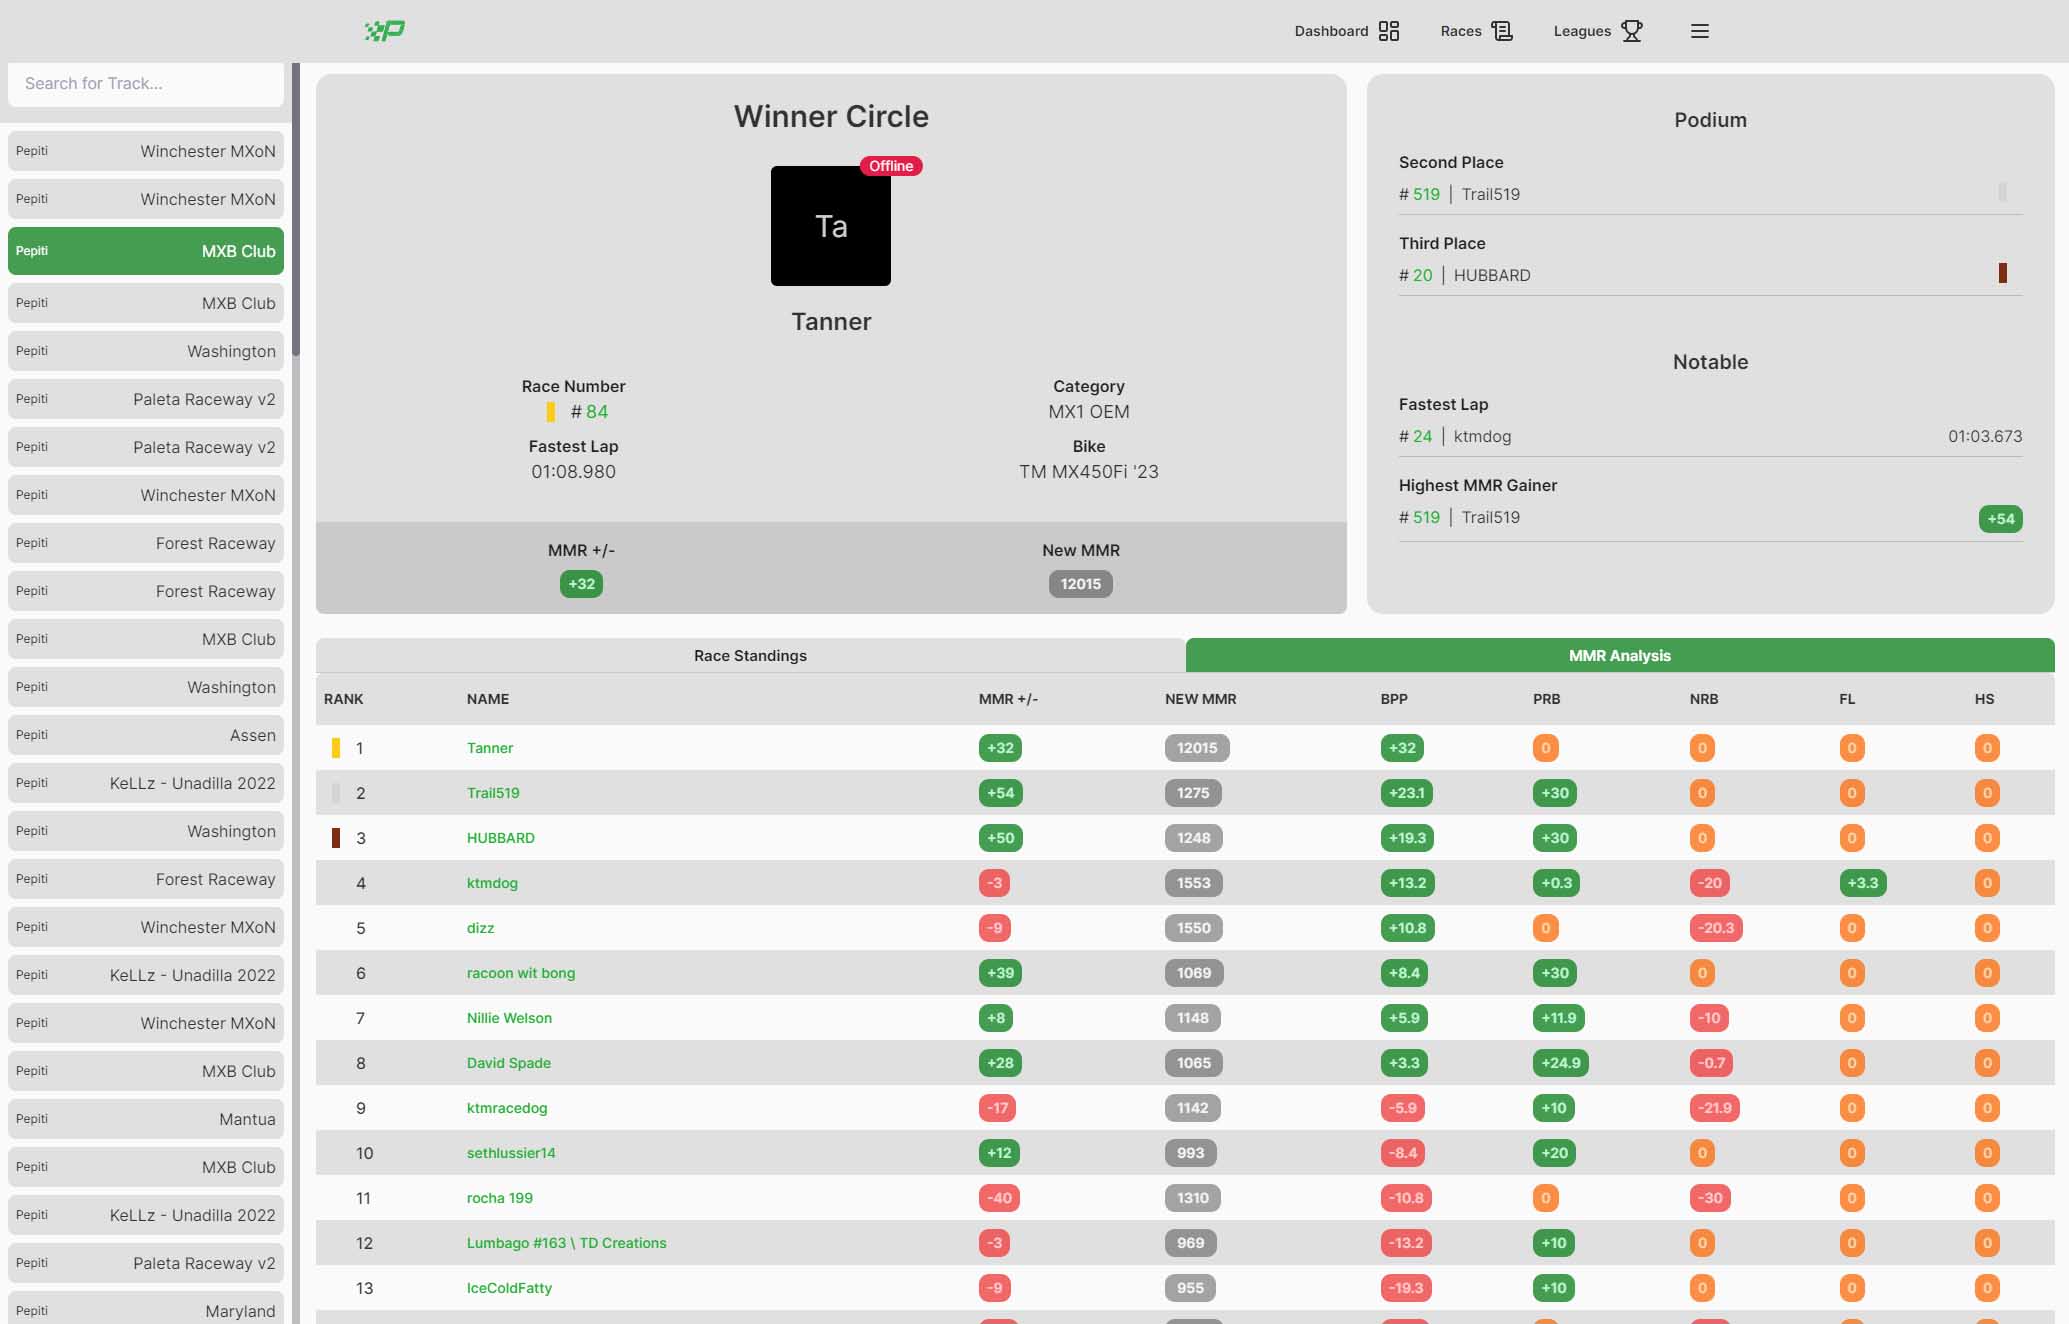 Dashboard Races Leagues
Search for Track...
Pepiti Winchester MXoN
Pepiti Winchester MXoN
Pepiti MXB Club
Pepiti MXB Club
Pepiti Washington
Pepiti Paleta Raceway v2
Pepiti Paleta Raceway v2
Pepiti Winchester MXoN
Pepiti Forest Raceway
Pepiti Forest Raceway
Pepiti MXB Club
Pepiti Washington
Pepiti Assen
Pepiti KeLLz - Unadilla 2022
Pepiti Washington
Pepiti Forest Raceway
Pepiti Winchester MXoN
Pepiti KeLLz - Unadilla 2022
Pepiti Winchester MXoN
Pepiti MXB Club
Pepiti Mantua
Pepiti MXB Club
Pepiti KeLLz - Unadilla 2022
Pepiti Paleta Raceway v2
Pepiti Maryland
Winner Circle
Offline
Ta
Tanner
Race Number Category
# 84 MX1 OEM
Fastest Lap Bike
01:08.980 TM MX450Fi '23
MMR +/- New MMR
+32 12015
Podium
Second Place
# 519 | Trail519
Third Place
# 20 | HUBBARD
Notable
Fastest Lap
# 24 | ktmdog 01:03.673
Highest MMR Gainer
# 519 | Trail519 +54
Race Standings MMR Analysis
RANK NAME MMR +/- NEW MMR BPP PRB NRB FL HS
1 Tanner +32 12015 +32 0 0 0 0
2 Trail519 +54 1275 +23.1 +30 0 0 0
3 HUBBARD +50 1248 +19.3 +30 0 0 0
4 ktmdog -3 1553 +13.2 +0.3 -20 +3.3 0
5 dizz -9 1550 +10.8 0 -20.3 0 0
6 racoon wit bong +39 1069 +8.4 +30 0 0 0
7 Nillie Welson +8 1148 +5.9 +11.9 -10 0 0
8 David Spade +28 1065 +3.3 +24.9 -0.7 0 0
9 ktmracedog -17 1142 -5.9 +10 -21.9 0 0
10 sethlussier14 +12 993 -8.4 +20 0 0 0
11 rocha 199 -40 1310 -10.8 0 -30 0 0
12 Lumbago #163 \ TD Creations -3 969 -13.2 +10 0 0 0
13 IceColdFatty -9 955 -19.3 +10 0 0 0